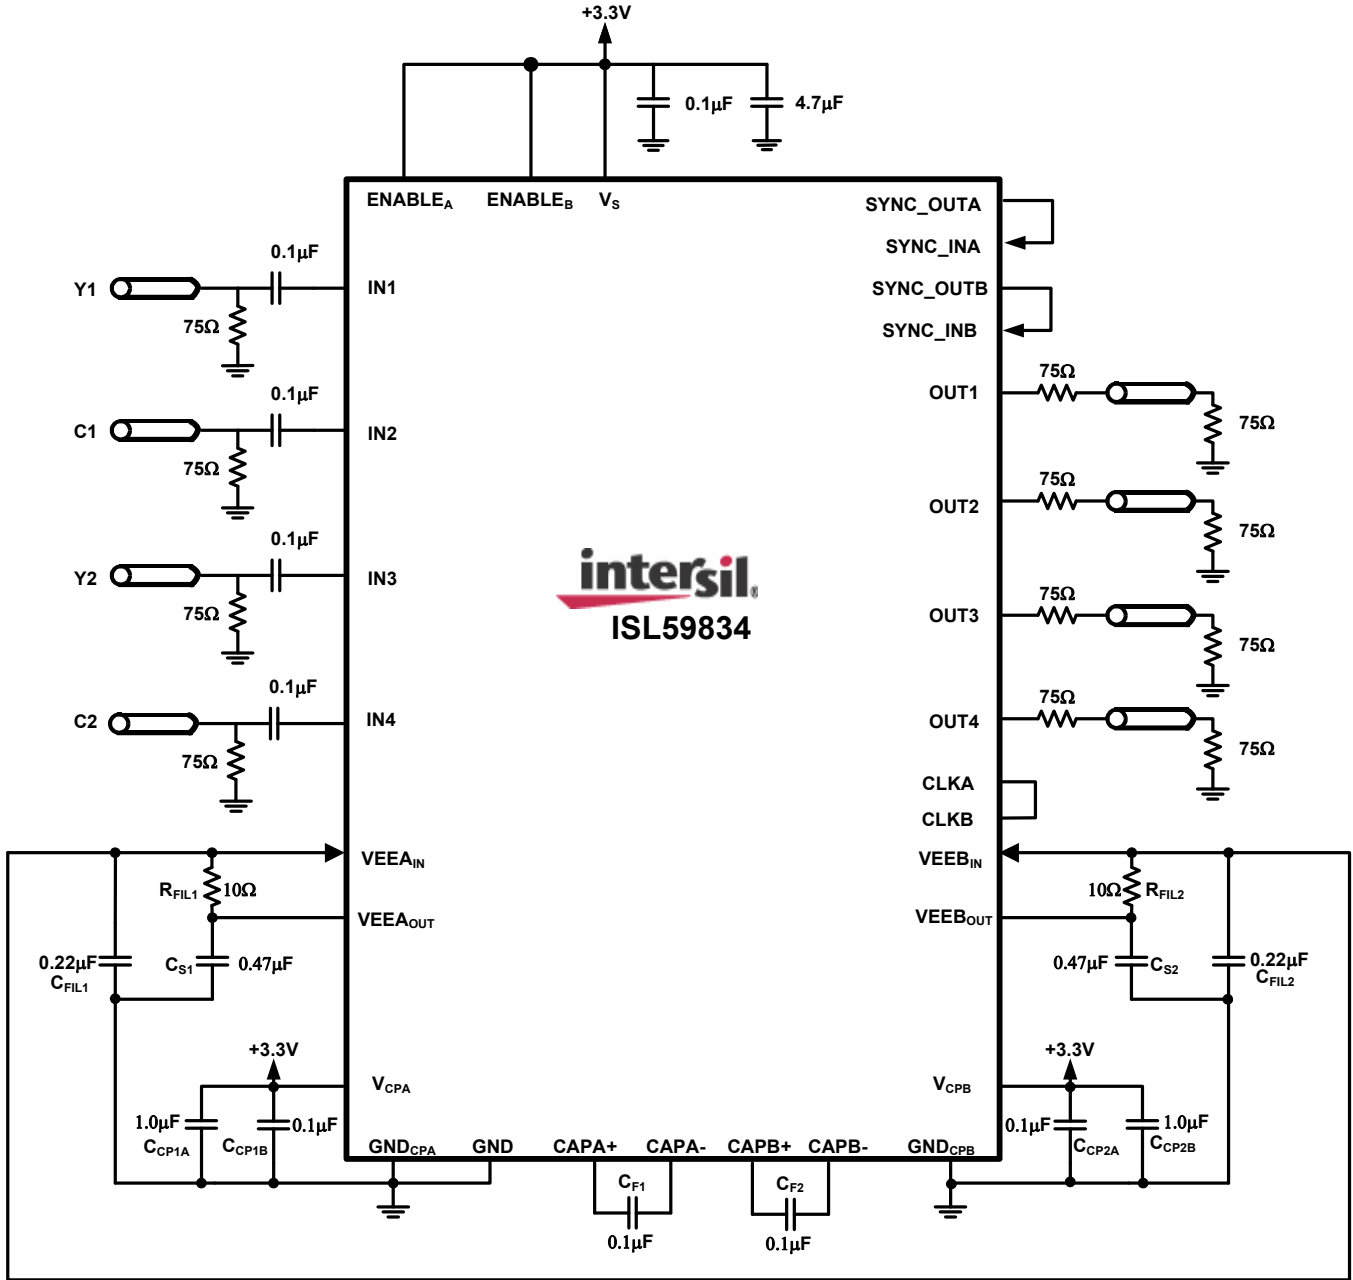 +3.3V
0.1µF
4.7µF
ENABLEA
ENABLEB
VS
SYNC_OUTA
SYNC_INA
SYNC_OUTB
SYNC_INB
0.1µF
Y1
IN1
75Ω
75Ω
OUT1
75Ω
0.1µF
C1
IN2
75Ω
75Ω
OUT2
75Ω
0.1µF
Y2
IN3
75Ω
intersil®
ISL59834
75Ω
OUT3
75Ω
0.1µF
C2
IN4
75Ω
75Ω
OUT4
75Ω
CLKA
CLKB
VEEAIN
VEEBIN
RFIL1
10Ω
10Ω
RFIL2
VEEAOUT
VEEBOUT
0.22µF
CFIL1
CS1
0.47µF
0.47µF
CS2
0.22µF
CFIL2
+3.3V
VCPA
1.0µF
CCP1A
CCP1B
0.1µF
+3.3V
VCPB
0.1µF
CCP2A
1.0µF
CCP2B
GNDCPA
GND
CAPA+
CAPA-
CAPB+
CAPB-
GNDCPB
CF1
0.1µF
CF2
0.1µF